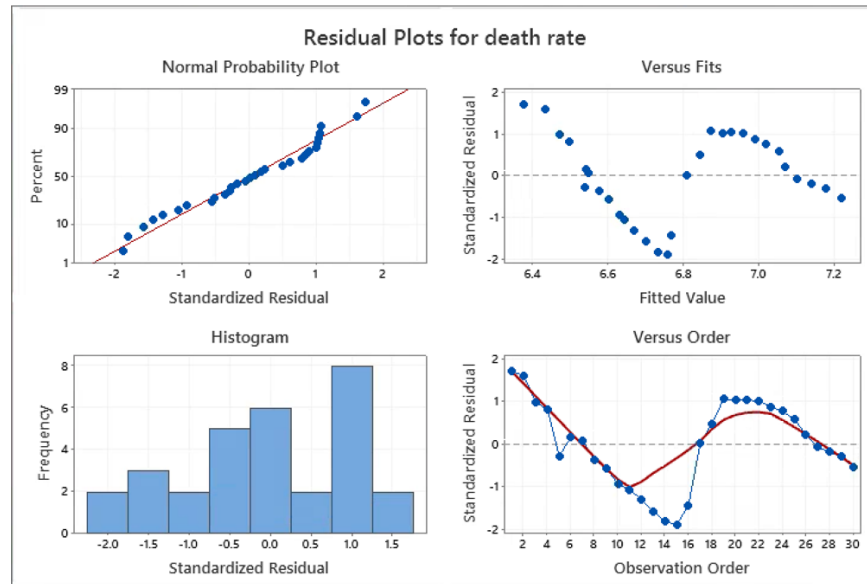 Residual Plots for death rate
Normal Probability Plot
99
90
50
10
1
Percent
-2 -1 0 1 2
Standardized Residual
Versus Fits
2
1
0
-1
-2
Standardized Residual
6.4 6.6 6.8 7.0 7.2
Fitted Value
Histogram
8
6
4
2
0
Frequency
-2.0 -1.5 -1.0 -0.5 0.0 0.5 1.0 1.5
Standardized Residual
Versus Order
2
1
0
-1
-2
Standardized Residual
2 4 6 8 10 12 14 16 18 20 22 24 26 28 30
Observation Order